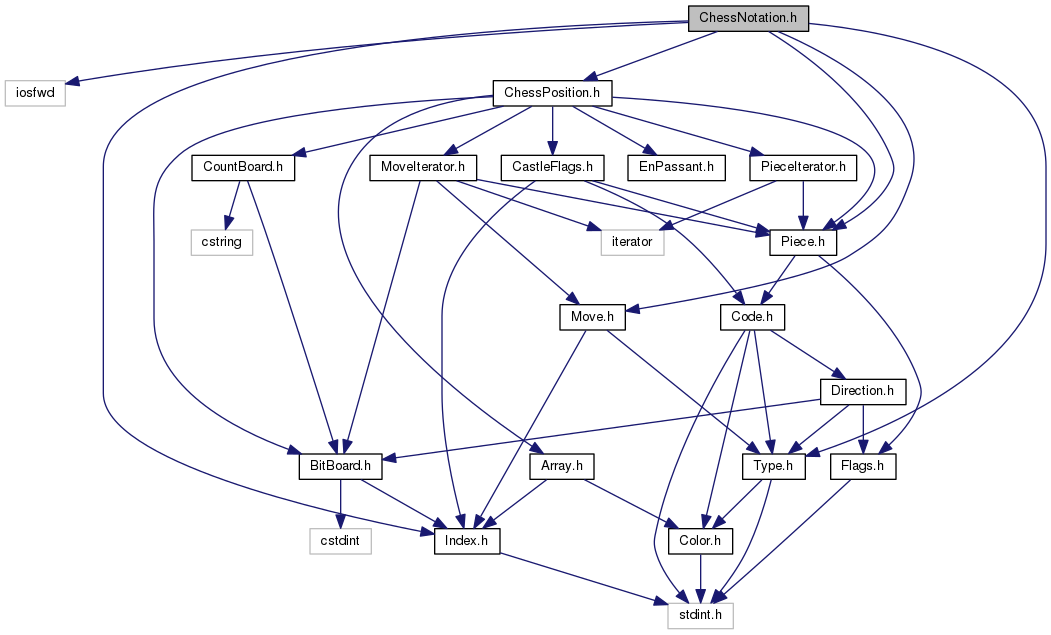 ChessNotation.h
iosfwd
ChessPosition.h
CountBoard.h
MoveIterator.h
CastleFlags.h
EnPassant.h
PieceIterator.h
cstring
iterator
Piece.h
Move.h
Code.h
Direction.h
BitBoard.h
Array.h
Type.h
Flags.h
cstdint
Index.h
Color.h
stdint.h